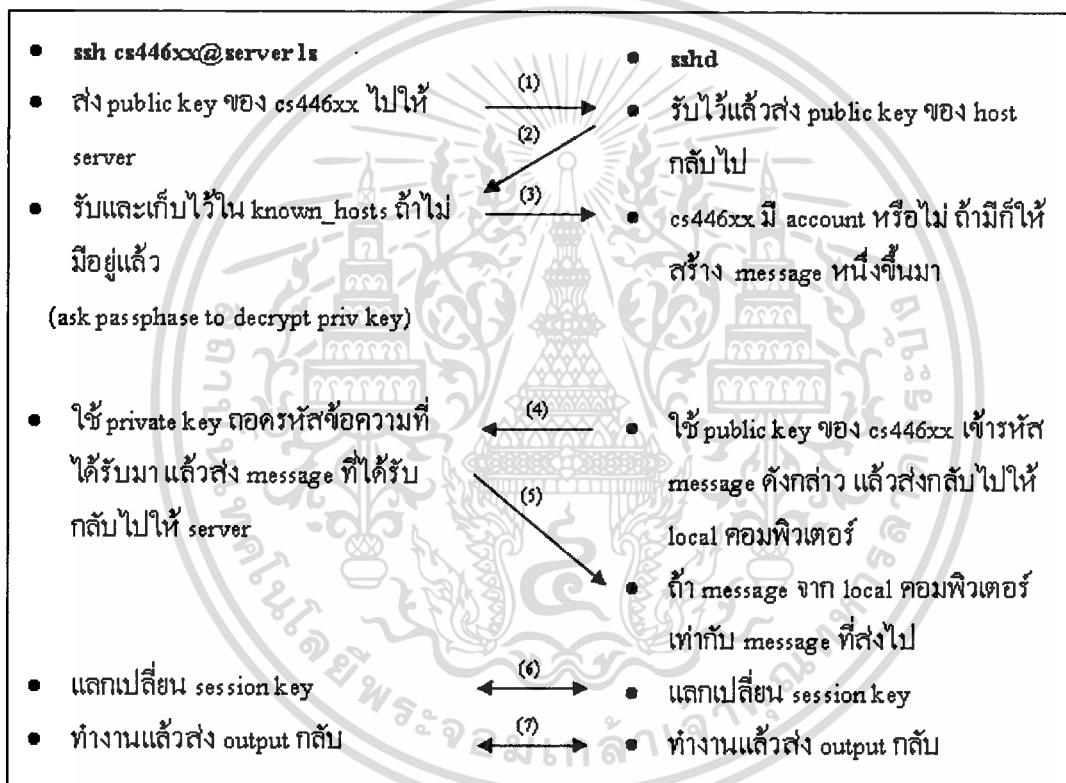 ssh cs446xx@server ls
ส่ง public key ของ cs446xx ไปให้
server
รับและเก็บไว้ใน known_hosts ถ้าไม่
มีอยู่แล้ว
(ask passphase to decrypt priv key)
ใช้ private key ถอดรหัสข้อความที่
ได้รับมา แล้วส่ง message ที่ได้รับ
กลับไปให้ server
แลกเปลี่ยน session key
ทำงานแล้วส่ง output กลับ
(1)
(2)
(3)
(4)
(5)
(6)
(7)
sshd
รับไว้แล้วส่ง public key ของ host
กลับไป
cs446xx มี account หรือไม่ ถ้ามีก็ให้
สร้าง message หนึ่งขึ้นมา
ใช้ public key ของ cs446xx เข้ารหัส
message ดังกล่าว แล้วส่งกลับไปให้
local คอมพิวเตอร์
ถ้า message จาก local คอมพิวเตอร์
เท่ากับ message ที่ส่งไป
แลกเปลี่ยน session key
ทำงานแล้วส่ง output กลับ